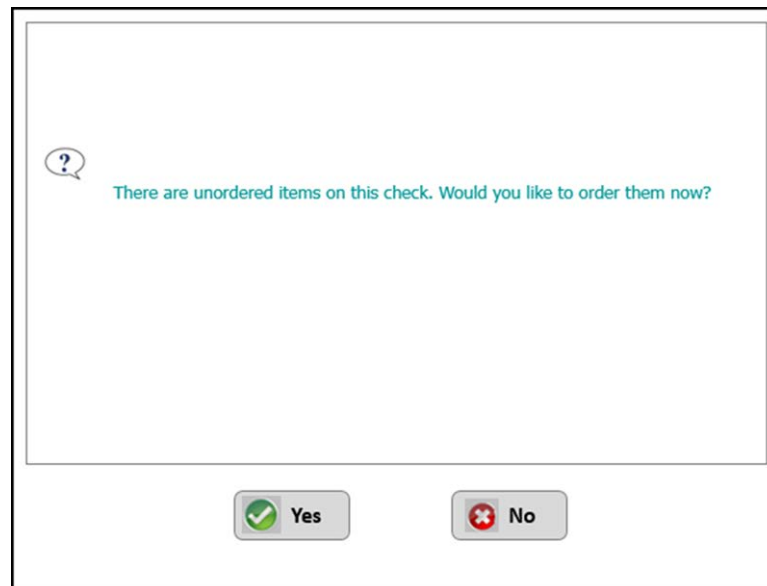 ?
There are unordered items on this check. Would you like to order them now?
Yes
No